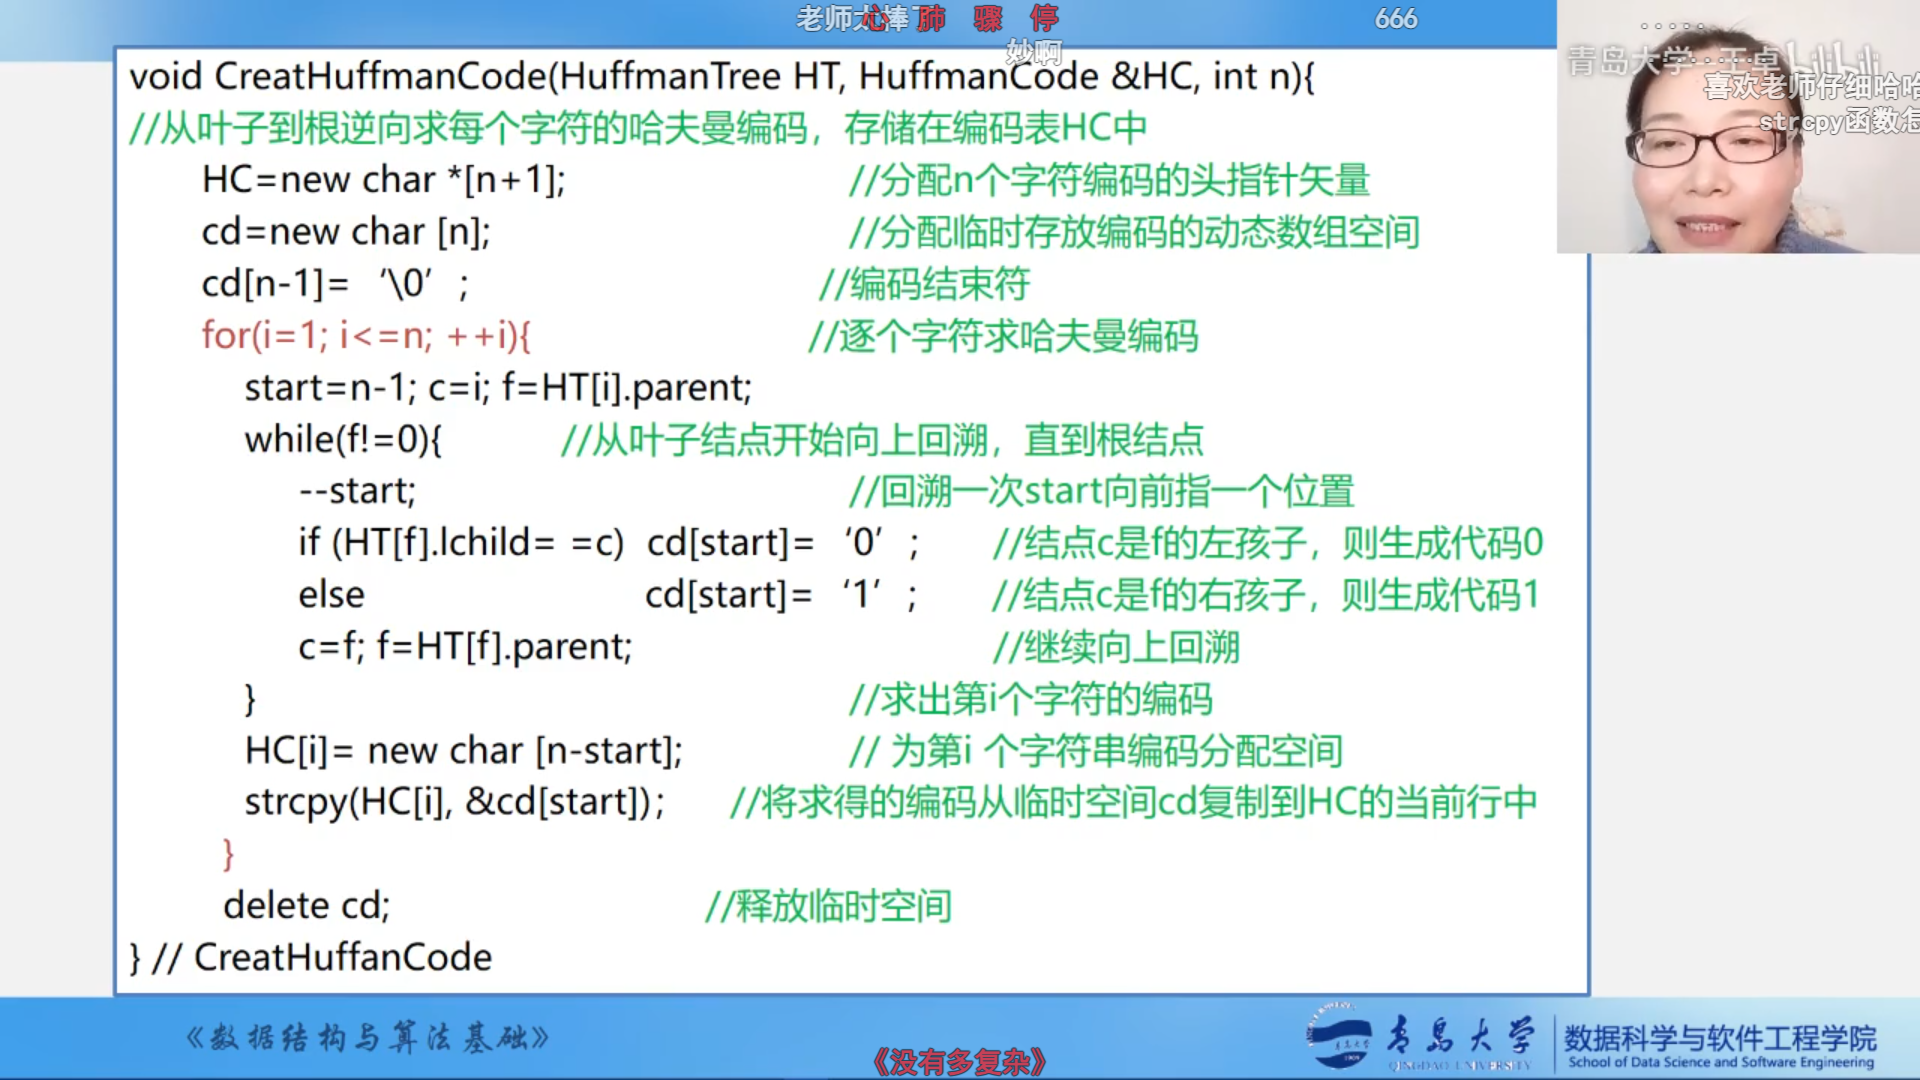 老师太棒了
心 肺 骤 停
666
妙啊
青岛大学-王卓
bilibili
喜欢老师仔细哈哈
strcpy函数怎
void CreatHuffmanCode(HuffmanTree HT, HuffmanCode &HC, int n){
//从叶子到根逆向求每个字符的哈夫曼编码，存储在编码表HC中
HC=new char *[n+1]; //分配n个字符编码的头指针矢量
cd=new char [n]; //分配临时存放编码的动态数组空间
cd[n-1]= ‘\0’ ; //编码结束符
for(i=1; i<=n; ++i){ //逐个字符求哈夫曼编码
start=n-1; c=i; f=HT[i].parent;
while(f!=0){ //从叶子结点开始向上回溯，直到根结点
--start; //回溯一次start向前指一个位置
if (HT[f].lchild= =c) cd[start]= ‘0’ ; //结点c是f的左孩子，则生成代码0
else cd[start]= ‘1’ ; //结点c是f的右孩子，则生成代码1
c=f; f=HT[f].parent; //继续向上回溯
} //求出第i个字符的编码
HC[i]= new char [n-start]; // 为第i 个字符串编码分配空间
strcpy(HC[i], &cd[start]); //将求得的编码从临时空间cd复制到HC的当前行中
}
delete cd; //释放临时空间
} // CreatHuffanCode
《数据结构与算法基础》
《没有多复杂》
青岛大学
QINGDAO UNIVERSITY
数据科学与软件工程学院
School of Data Science and Software Engineering